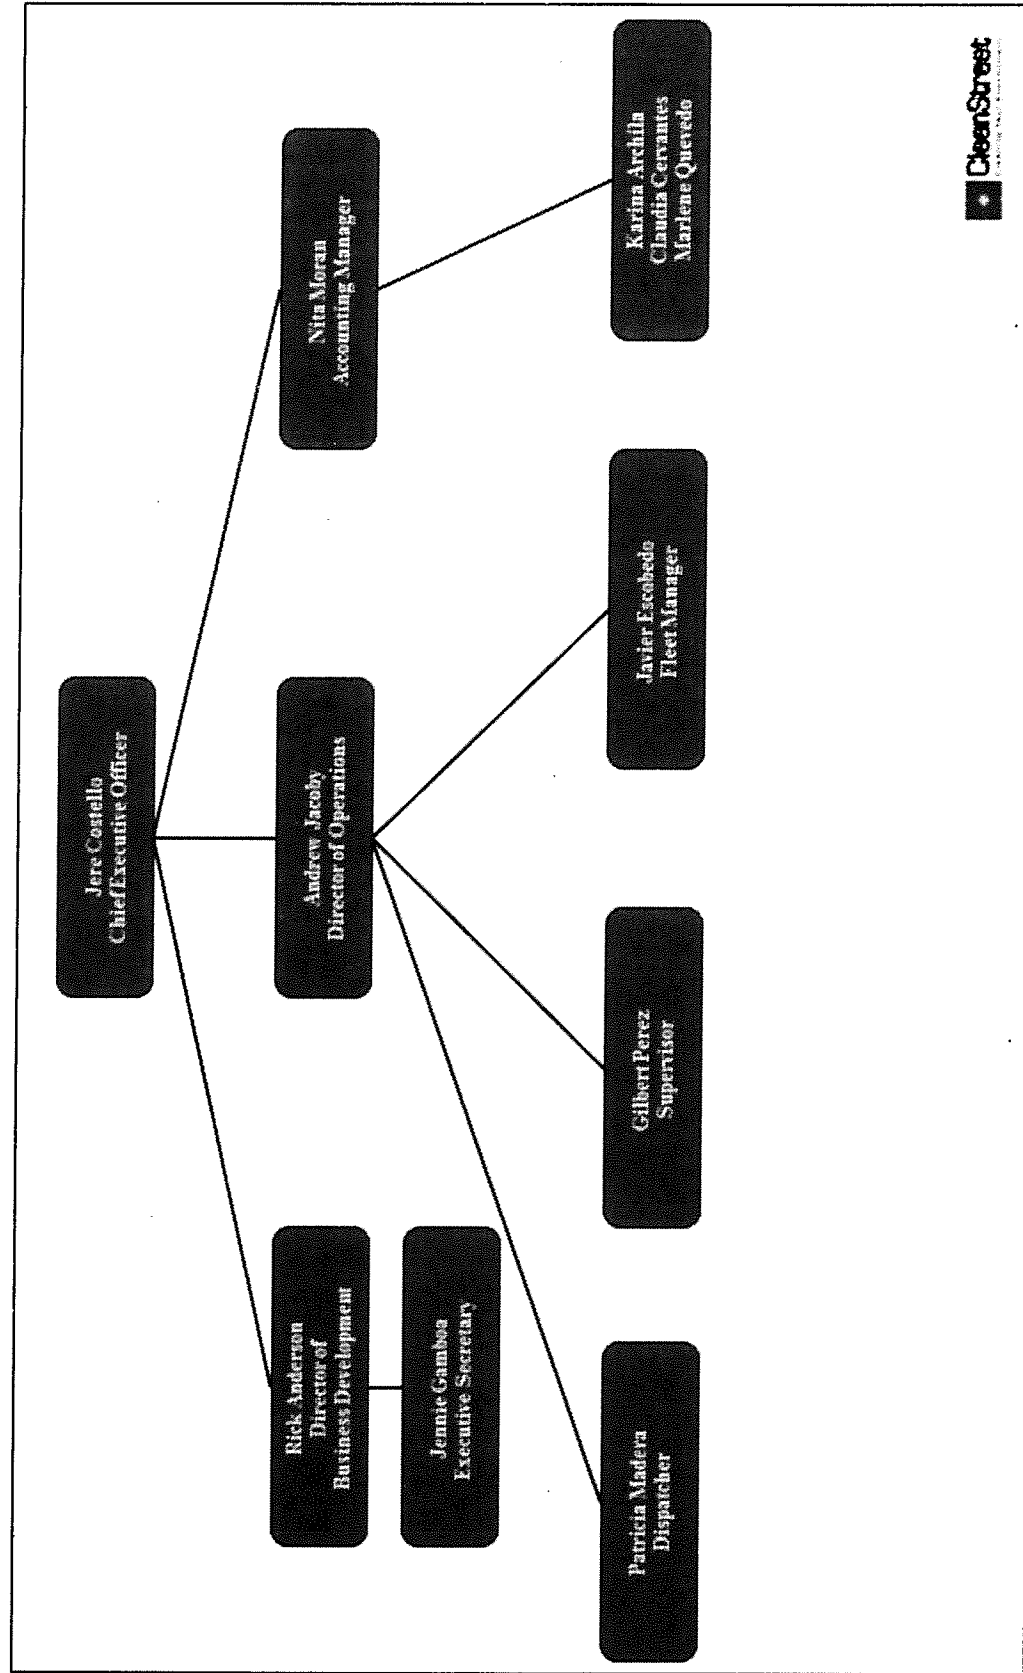 Jere Costello
Chief Executive Officer
Rick Anderson
Director of
Business Development
Andrew Jacoby
Director of Operations
Nita Moran
Accounting Manager
Jennie Gamboa
Executive Secretary
Patricia Madera
Dispatcher
Gilbert Perez
Supervisor
Javier Escobedo
Fleet Manager
Karina Archila
Claudia Cervantes
Marlene Quevedo
CleanStreet